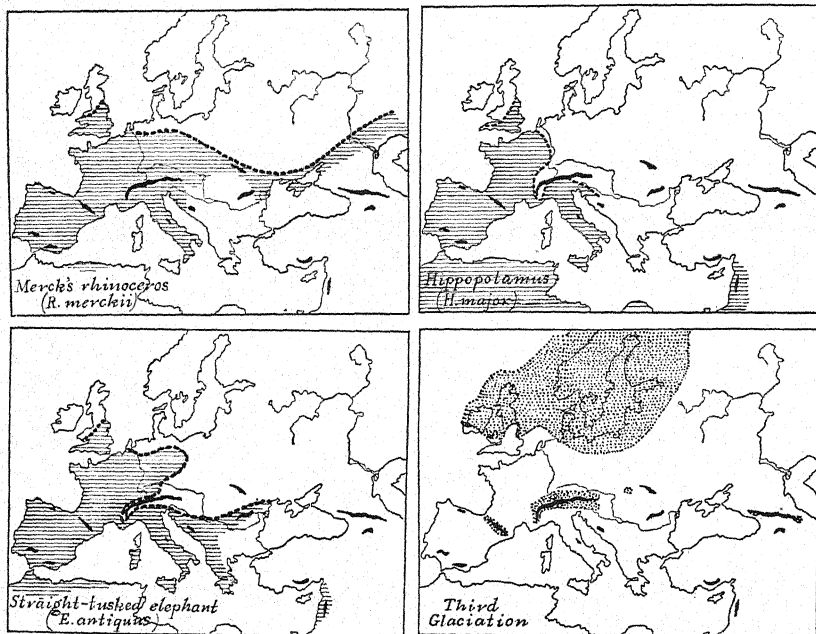 Merck's rhinoceros
(R. merckii)
Hippopotamus
(H. major)
Straight-tusked elephant
(E. antiquus)
Third
Glaciation